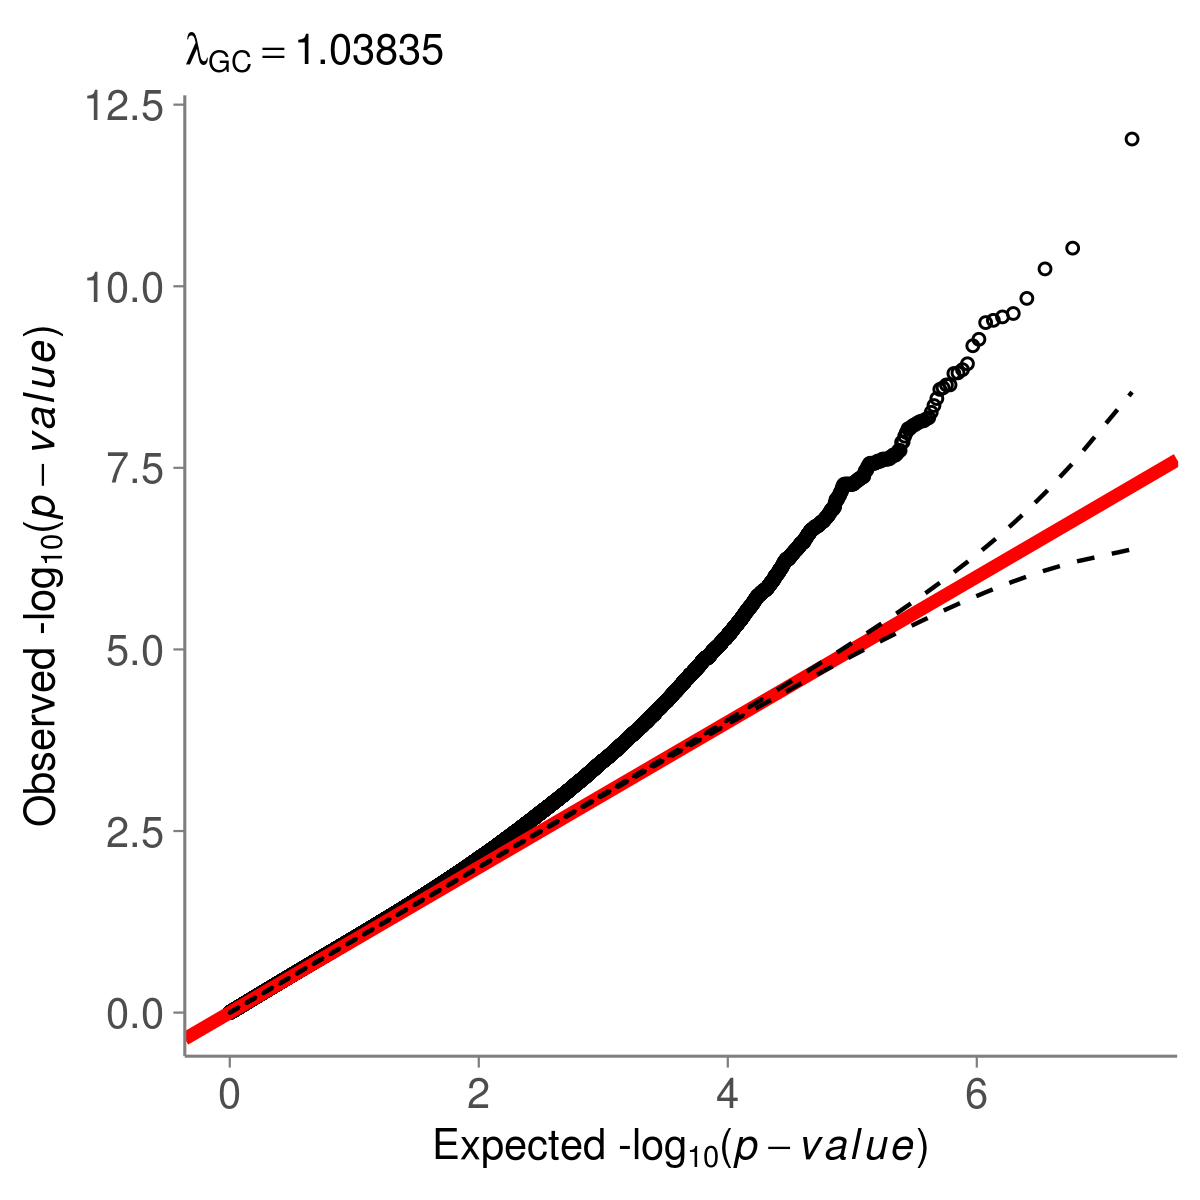 λGC = 1.03835
12.5
10.0
7.5
5.0
2.5
0.0
Observed -log10(p − value)
0 2 4 6
Expected -log10(p − value)